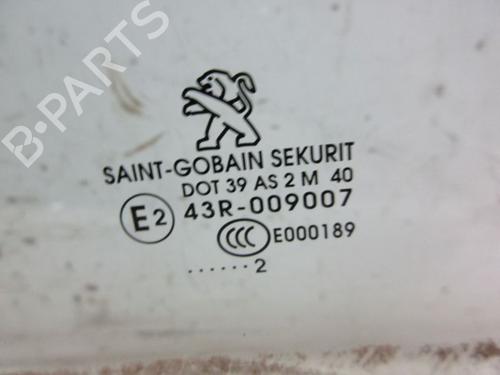 B-PARTS
SAINT-GOBAIN SEKURIT
DOT 39 AS 2 M 40
E2 43R-009007
CCC E000189
......2